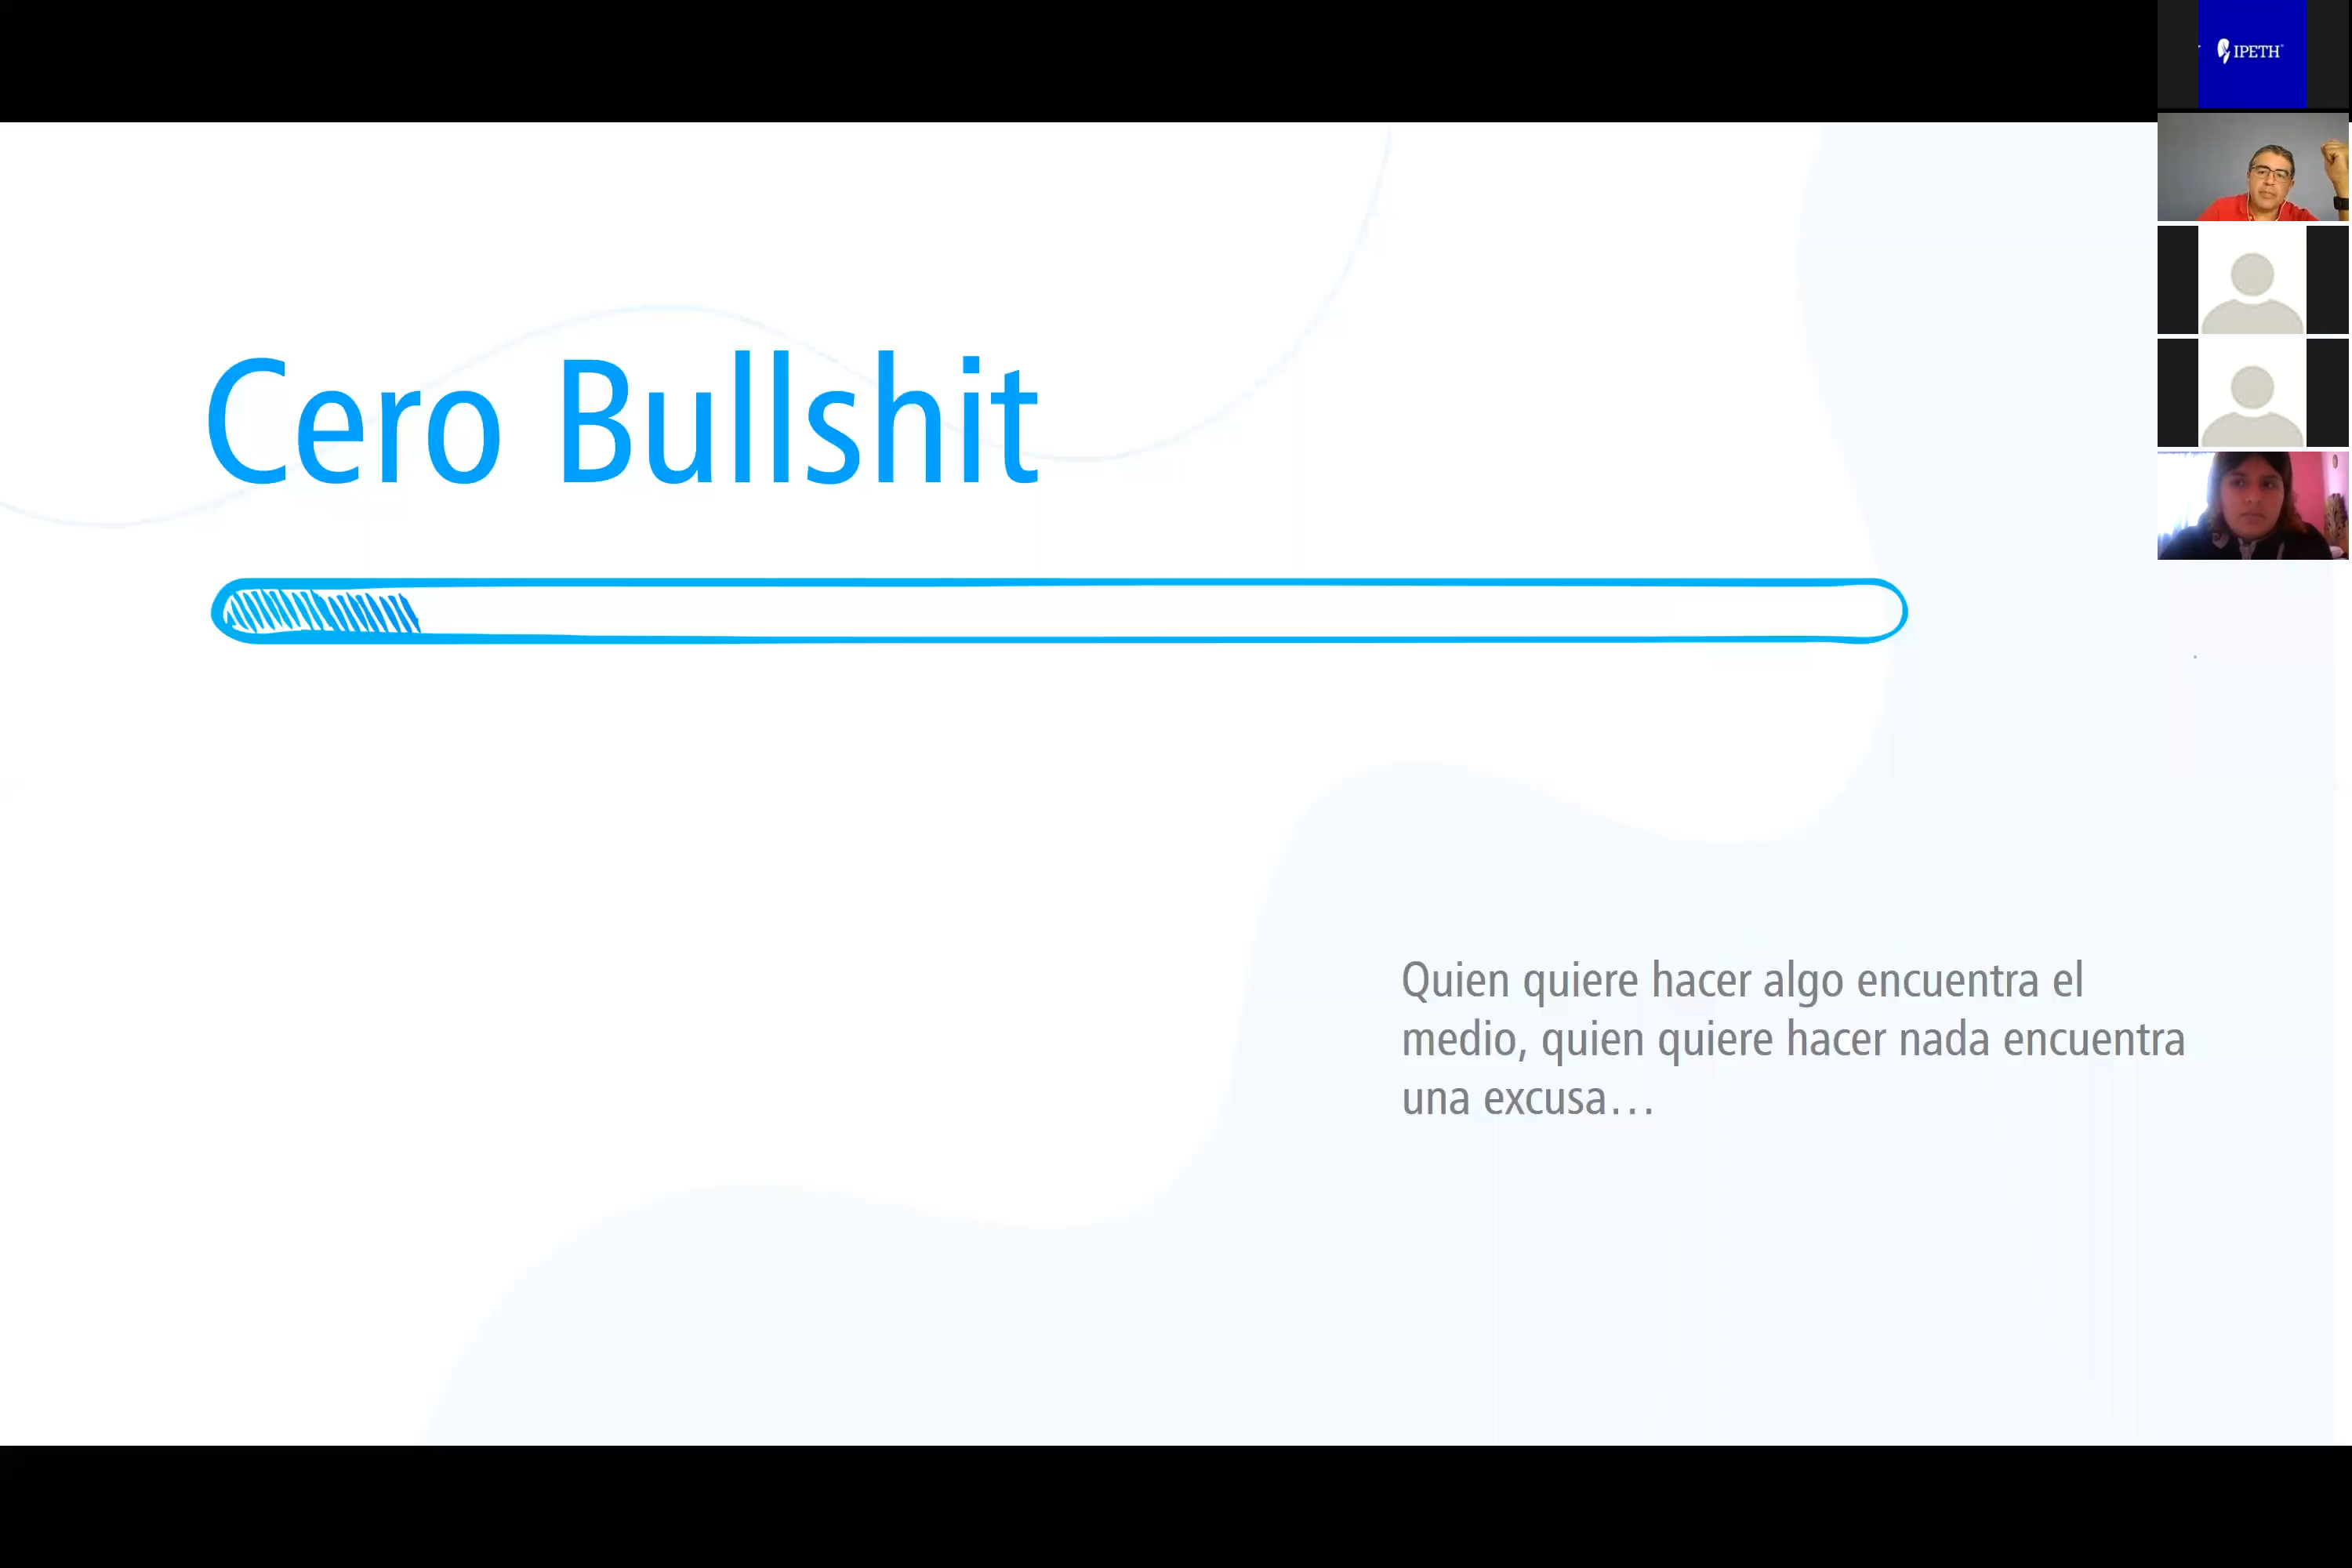 IPETH
Cero Bullshit
Quien quiere hacer algo encuentra el
medio, quien quiere hacer nada encuentra
una excusa...